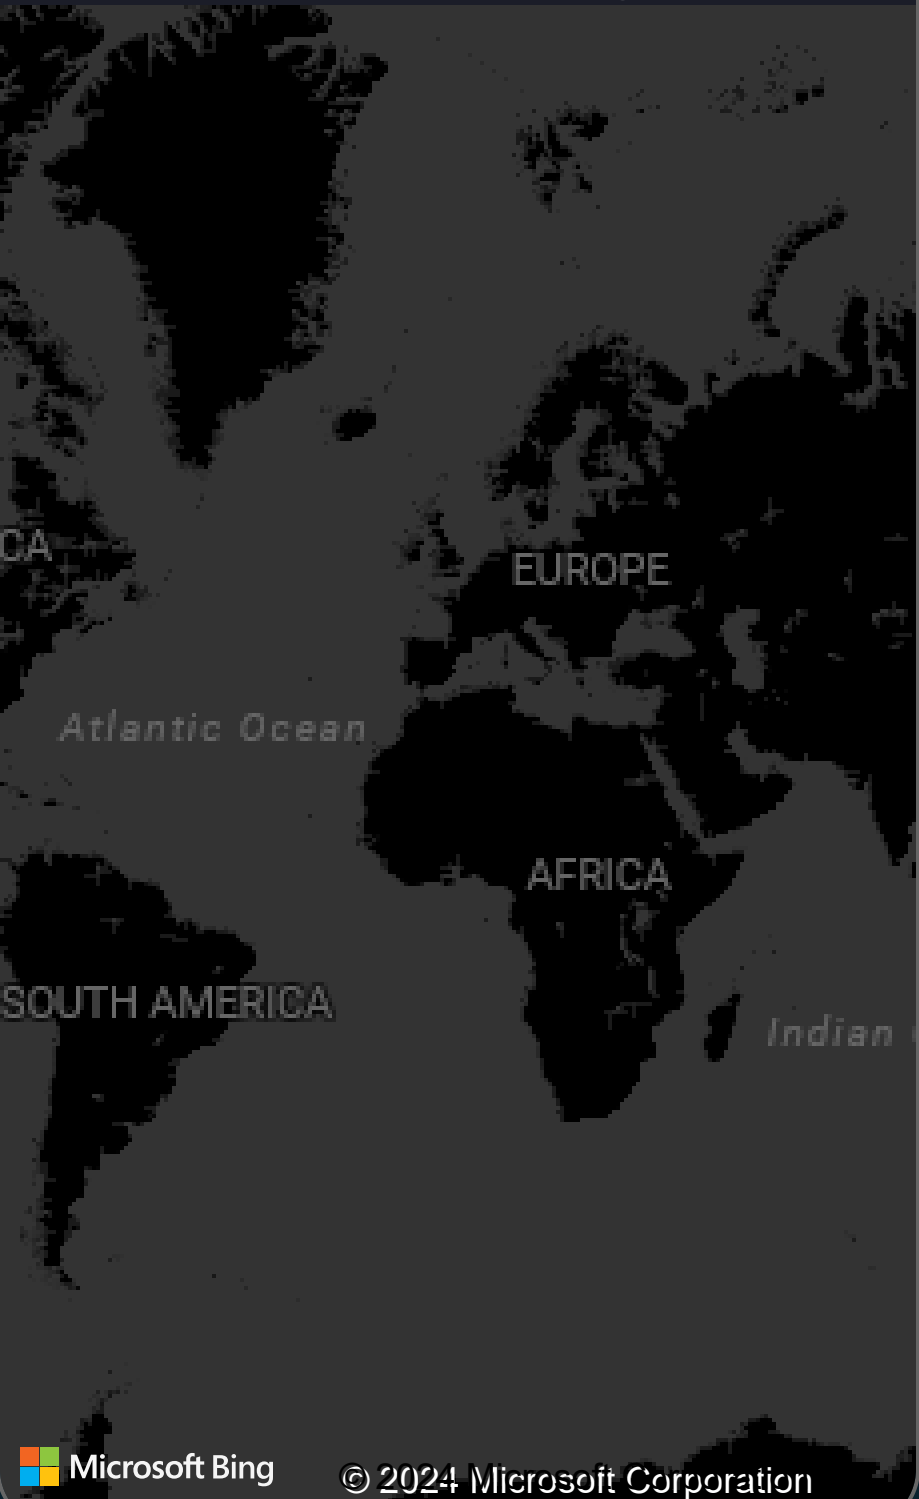 CA
EUROPE
Atlantic Ocean
AFRICA
SOUTH AMERICA
Indian
Microsoft Bing
© 2024 Microsoft Corporation